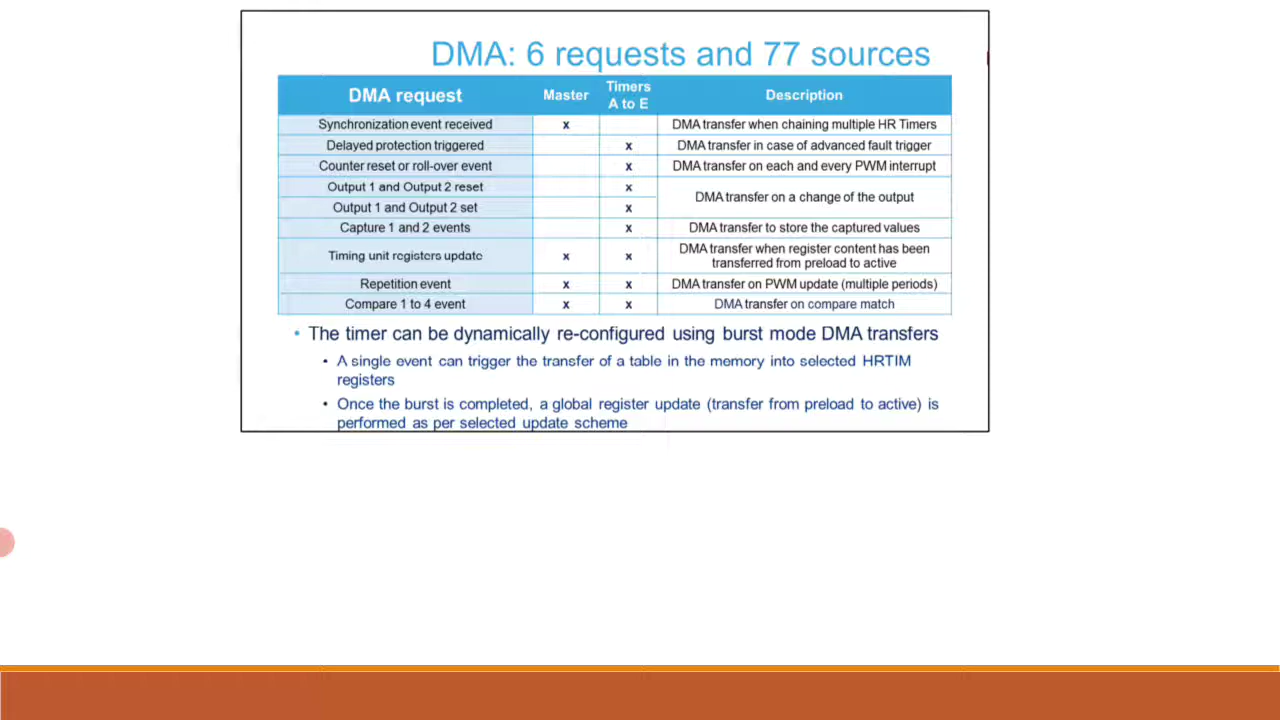 DMA: 6 requests and 77 sources
DMA request Master Timers A to E Description
Synchronization event received x DMA transfer when chaining multiple HR Timers
Delayed protection triggered x DMA transfer in case of advanced fault trigger
Counter reset or roll-over event x DMA transfer on each and every PWM interrupt
Output 1 and Output 2 reset x DMA transfer on a change of the output
Output 1 and Output 2 set x
Capture 1 and 2 events x DMA transfer to store the captured values
Timing unit registers update x x DMA transfer when register content has been
transferred from preload to active
Repetition event x x DMA transfer on PWM update (multiple periods)
Compare 1 to 4 event x x DMA transfer on compare match
• The timer can be dynamically re-configured using burst mode DMA transfers
• A single event can trigger the transfer of a table in the memory into selected HRTIM
registers
• Once the burst is completed, a global register update (transfer from preload to active) is
performed as per selected update scheme